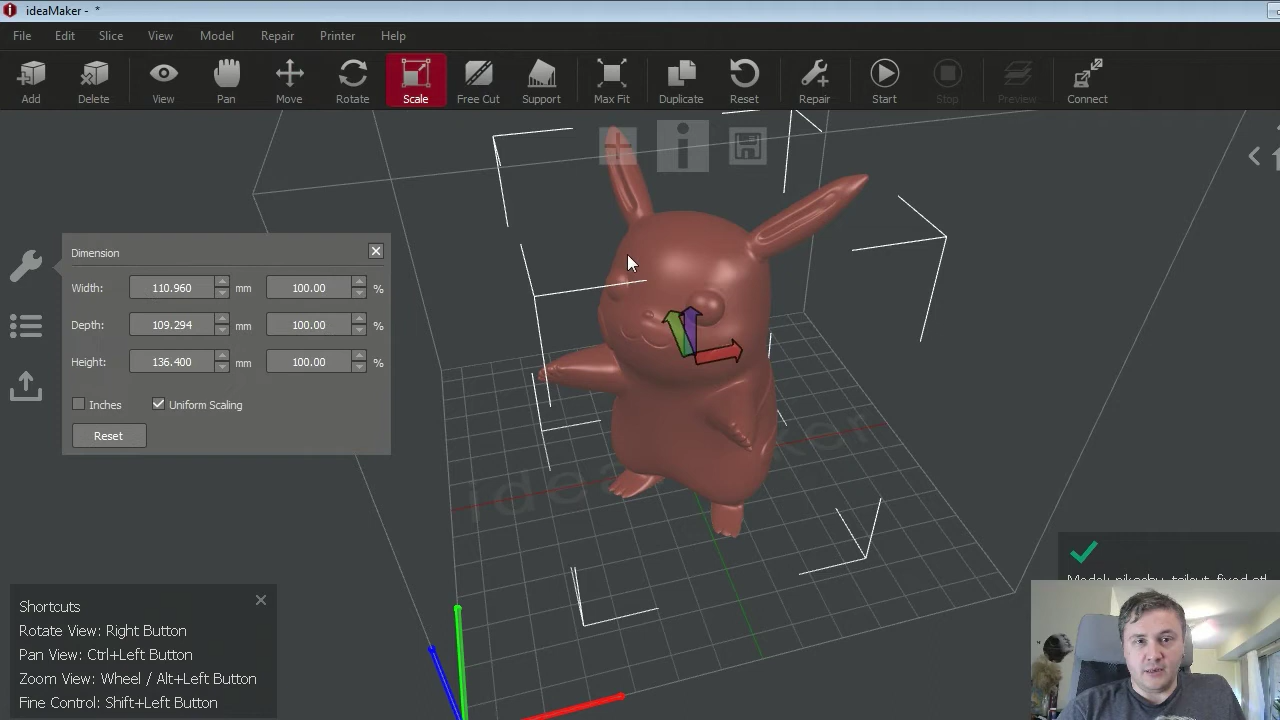 ideaMaker - *
File Edit Slice View Model Repair Printer Help
Add Delete View Pan Move Rotate Scale Free Cut Support Max Fit Duplicate Reset Repair Start Stop Preview Connect
Dimension
Width: 110.960 mm 100.00 %
Depth: 109.294 mm 100.00 %
Height: 136.400 mm 100.00 %
Inches Uniform Scaling
Reset
Shortcuts
Rotate View: Right Button
Pan View: Ctrl+Left Button
Zoom View: Wheel / Alt+Left Button
Fine Control: Shift+Left Button